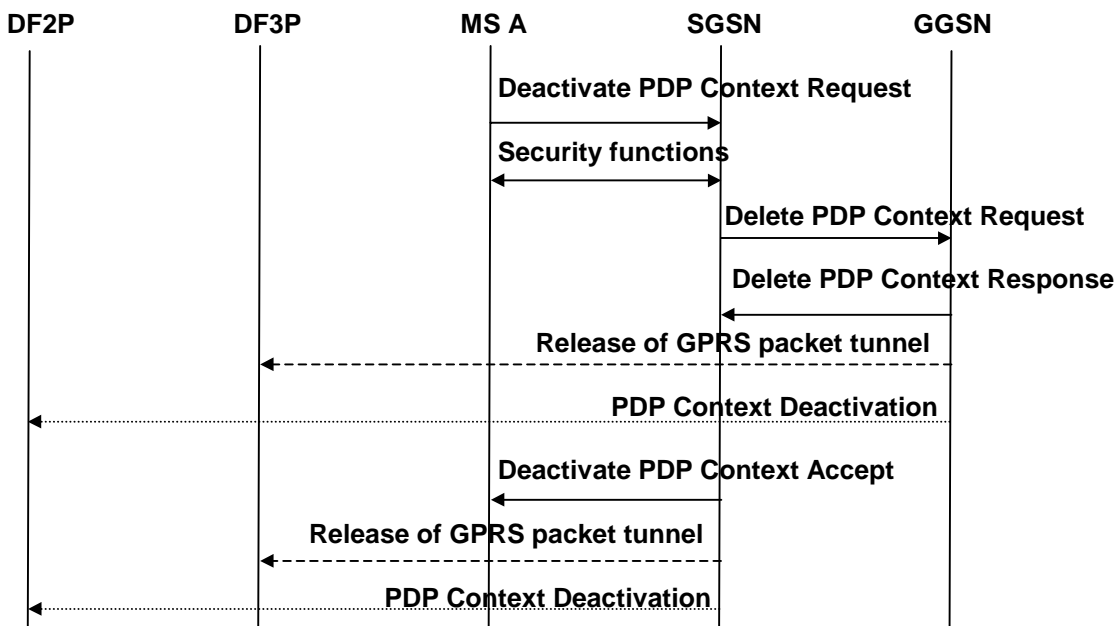 DF2P DF3P MS A SGSN GGSN
Deactivate PDP Context Request
Security functions
Delete PDP Context Request
Delete PDP Context Response
Release of GPRS packet tunnel
PDP Context Deactivation
Deactivate PDP Context Accept
Release of GPRS packet tunnel
PDP Context Deactivation